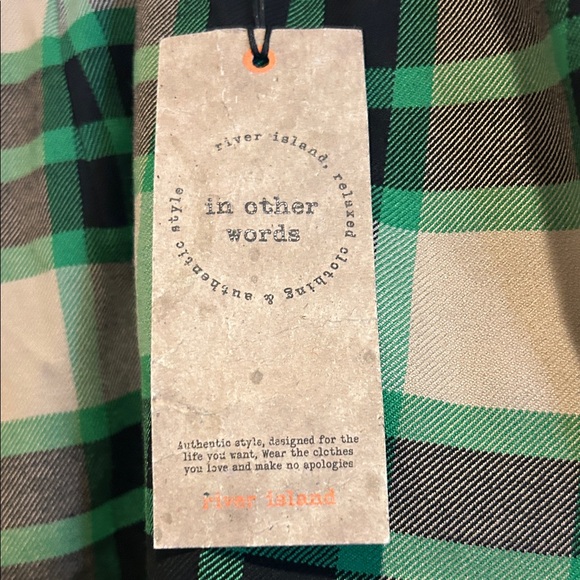 river island, relaxed clothing & authentic style
in other
words
Authentic style, designed for the
life you want, Wear the clothes
you love and make no apologies
river island